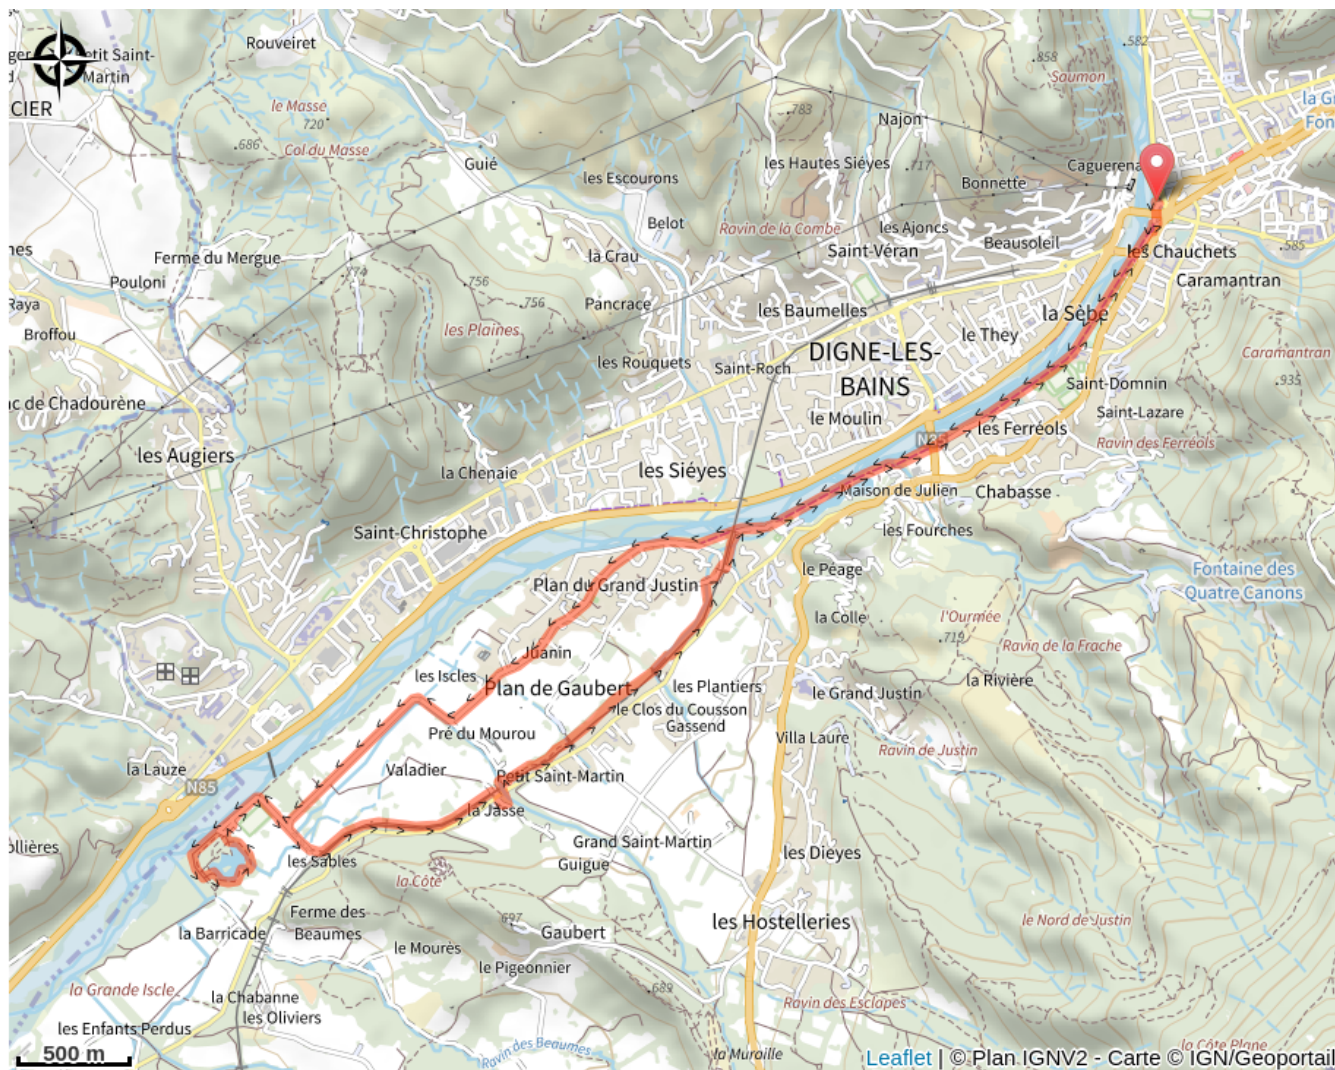 Rouveiret
.582
.858
Petit Saint-
Martin
Saumon
la G
Fon
CIER
le Masse
720
.783
Najon
.686
Col du Masse
Guié
les Hautes Siéyes
.717
Caguerena
les Escourons
Bonnette
Belot
Ravin de la Combe
les Ajoncs
Beausoleil
Saint-Véran
les Chauchets
.585
nes
Ferme du Mergue
la Crau
Pouloni
756
Caramantran
Raya
756
Pancrace
les Baumelles
la Sèbe
Broffou
les Plaines
le They
les Rouquets
Saint-Roch
DIGNE-LES-
BAINS
Caramantran
.935
Saint-Domnin
ac de Chadourène
le Moulin
Saint-Lazare
les Ferréols
N85
Ravin des Ferréols
les Augiers
la Chenaie
les Siéyes
Maison de Julien
Chabasse
Saint-Christophe
les Fourches
le Péage
Fontaine des
Quatre Canons
Plan du Grand Justin
la Colle
l'Ourmée
.719
Ravin de la Frache
Juanin
les Iscles
Plan de Gaubert
les Plantiers
le Grand Justin
la Rivière
le Clos du Cousson
Gassend
Pré du Mourou
Villa Laure
Ravin de Justin
la Lauze
Valadier
Petit Saint-Martin
N85
la Jasse
ollières
Grand Saint-Martin
les Sables
Guigue
les Dieyes
la Côte
697
Ferme des
Beaumes
les Hostelleries
le Nord de Justin
la Barricade
Gaubert
le Mourès
le Pigeonnier
.689
la Grande Iscle
la Chabanne
Ravin des Esclapes
les Oliviers
les Enfants Perdus
Ravin des Beaumes
la Muroille
la Côte Plane
500 m
Leaflet | © Plan IGNV2 - Carte © IGN/Geoportail